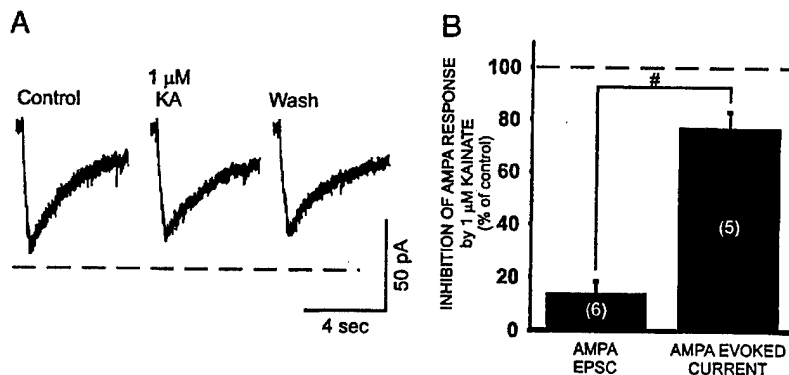 A
Control
1 µM
KA
Wash
50 pA
4 sec
B
INHIBITION OF AMPA RESPONSE
by 1 µM KAINATE
(% of control)
100
80
60
40
20
0
#
(6)
(5)
AMPA
EPSC
AMPA EVOKED
CURRENT